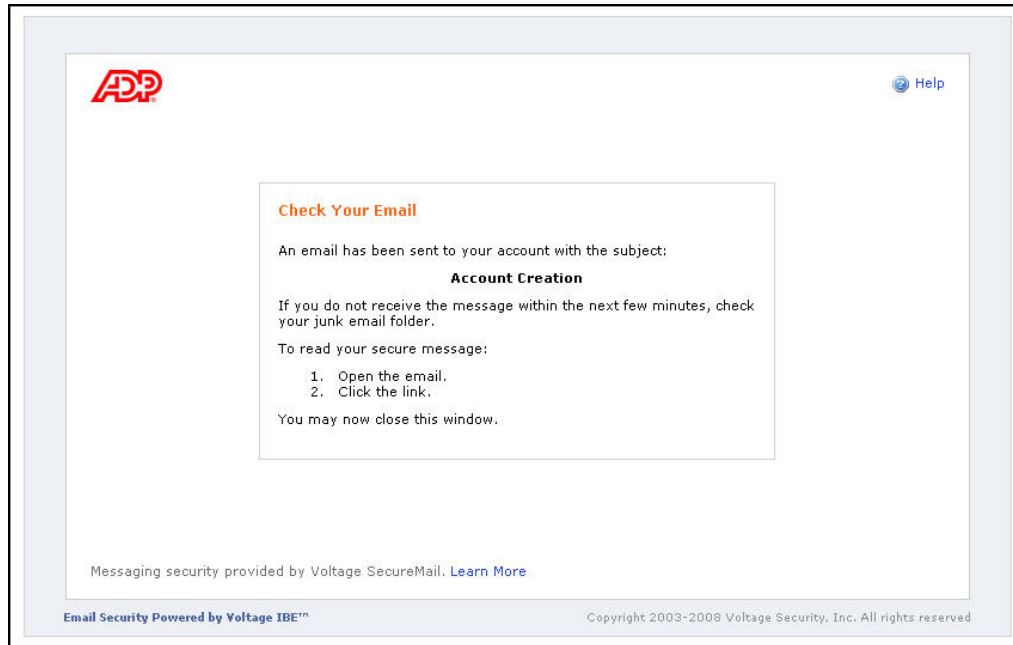 ADP
Help
Check Your Email
An email has been sent to your account with the subject:
Account Creation
If you do not receive the message within the next few minutes, check
your junk email folder.
To read your secure message:
1. Open the email.
2. Click the link.
You may now close this window.
Messaging security provided by Voltage SecureMail. Learn More
Email Security Powered by Voltage IBE™
Copyright 2003-2008 Voltage Security, Inc. All rights reserved